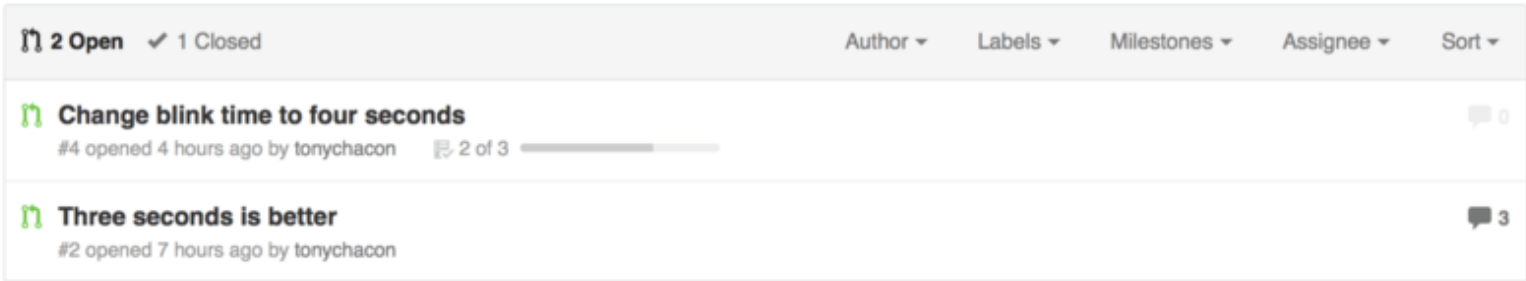 2 Open 1 Closed Author Labels Milestones Assignee Sort
Change blink time to four seconds 0
#4 opened 4 hours ago by tonychacon 2 of 3
Three seconds is better 3
#2 opened 7 hours ago by tonychacon